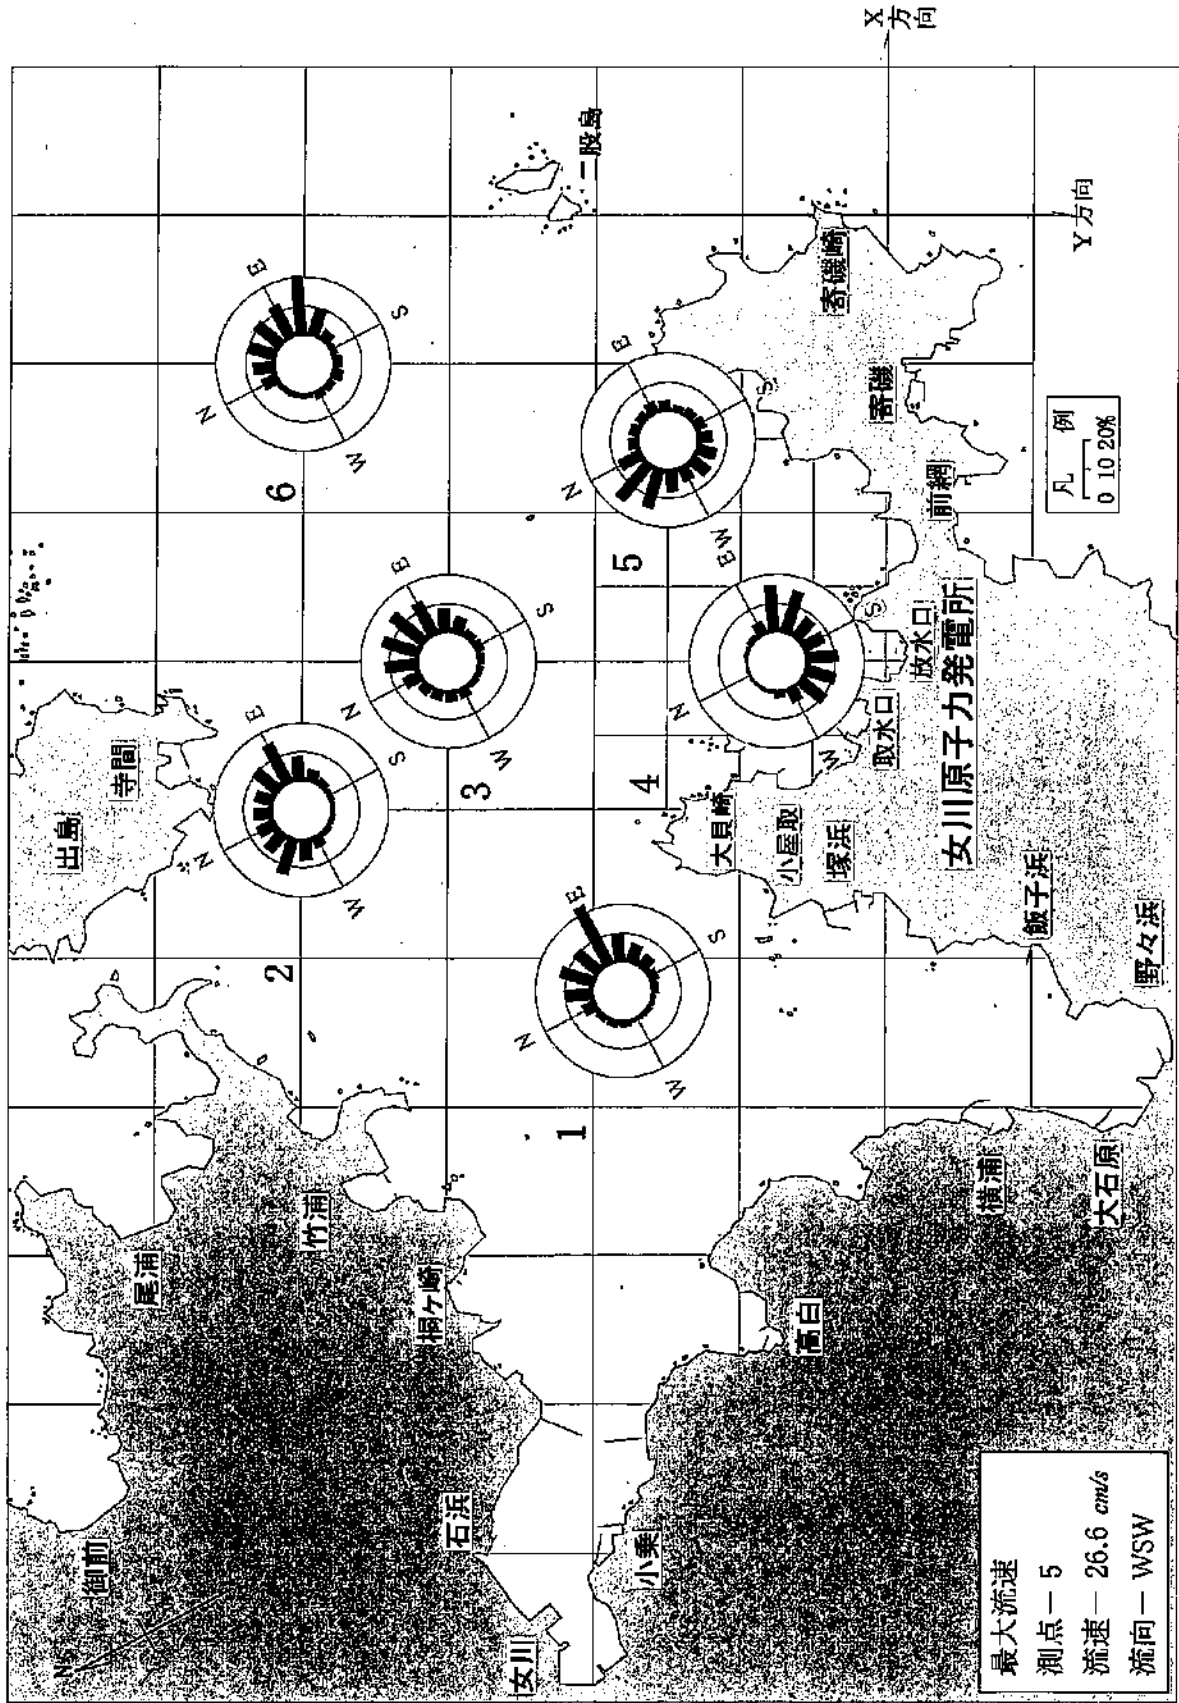 X方向
Y方向
N
御前
尾浦
竹浦
桐ヶ崎
石浜
女川
小乗
高白
横浦
大石原
野々浜
飯子浜
塚浜
小屋取
大貝崎
出島
寺間
二股島
寄磯崎
寄磯
前網
放水口
取水口
女川原子力発電所
1
N
E
S
W
2
N
E
S
W
3
N
E
S
W
4
N
E
S
W
5
N
E
S
W
6
N
E
S
W
凡 例
0 10 20%
最大流速
測点－5
流速－26.6 cm/s
流向－WSW